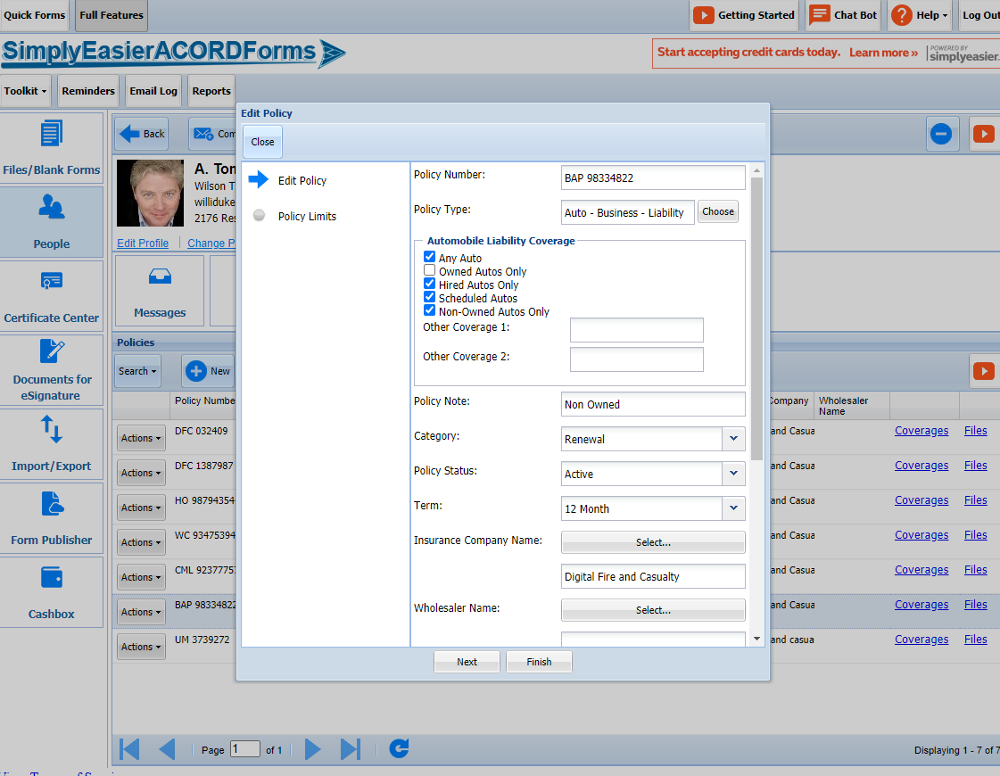 Quick Forms
Full Features
Getting Started
Chat Bot
Help
Log Out
SimplyEasierACORDForms
Start accepting credit cards today. Learn more »
POWERED BY
simplyeasier.
Toolkit
Reminders
Email Log
Reports
Files/Blank Forms
People
Certificate Center
Documents for
eSignature
Import/Export
Form Publisher
Cashbox
Back
Com
A. Ton
Wilson T
williduke
2176 Res
Edit Profile
Change P
Messages
Policies
Search
New
Policy Numbe
Company
Wholesaler
Name
Actions
DFC 032409
and Casua
Coverages
Files
Actions
DFC 1387987
and Casua
Coverages
Files
Actions
HO 98794354
and Casua
Coverages
Files
Actions
WC 93475394
and Casua
Coverages
Files
Actions
CML 9237775
and Casua
Coverages
Files
Actions
BAP 98334822
and Casua
Coverages
Files
Actions
UM 3739272
and casua
Coverages
Files
Edit Policy
Close
Edit Policy
Policy Limits
Policy Number:
BAP 98334822
Policy Type:
Auto - Business - Liability
Choose
Automobile Liability Coverage
Any Auto
Owned Autos Only
Hired Autos Only
Scheduled Autos
Non-Owned Autos Only
Other Coverage 1:
Other Coverage 2:
Policy Note:
Non Owned
Category:
Renewal
Policy Status:
Active
Term:
12 Month
Insurance Company Name:
Select...
Digital Fire and Casualty
Wholesaler Name:
Select...
Next
Finish
Page 1 of 1
Displaying 1 - 7 of 7